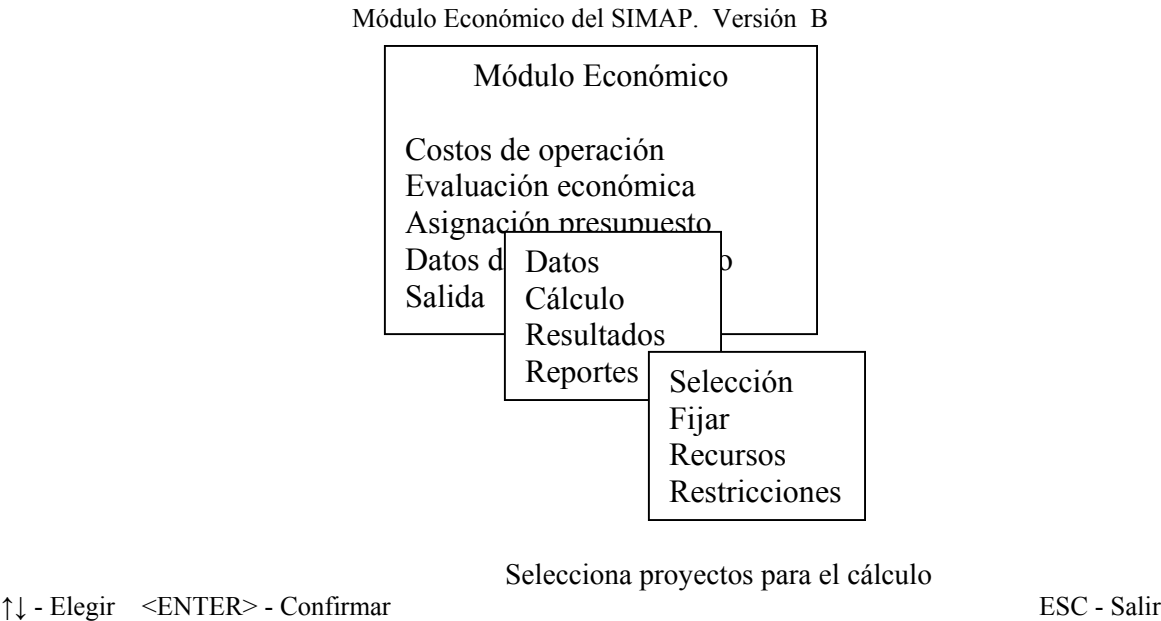 Módulo Económico del SIMAP. Versión B
Módulo Económico
Costos de operación
Evaluación económica
Asignación presupuesto
Datos d
o
Salida
Datos
Cálculo
Resultados
Reportes
Selección
Fijar
Recursos
Restricciones
Selecciona proyectos para el cálculo
↑↓ - Elegir <ENTER> - Confirmar ESC - Salir